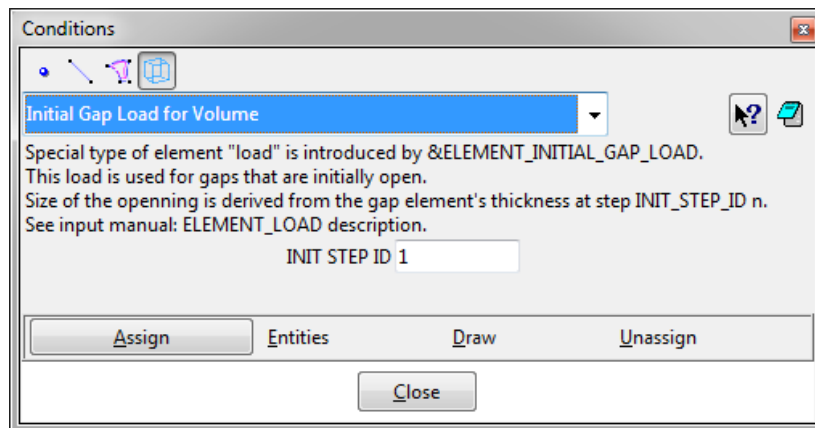 Conditions
Initial Gap Load for Volume
Special type of element "load" is introduced by &ELEMENT_INITIAL_GAP_LOAD.
This load is used for gaps that are initially open.
Size of the openning is derived from the gap element's thickness at step INIT_STEP_ID n.
See input manual: ELEMENT_LOAD description.
INIT STEP ID 1
Assign Entities Draw Unassign
Close